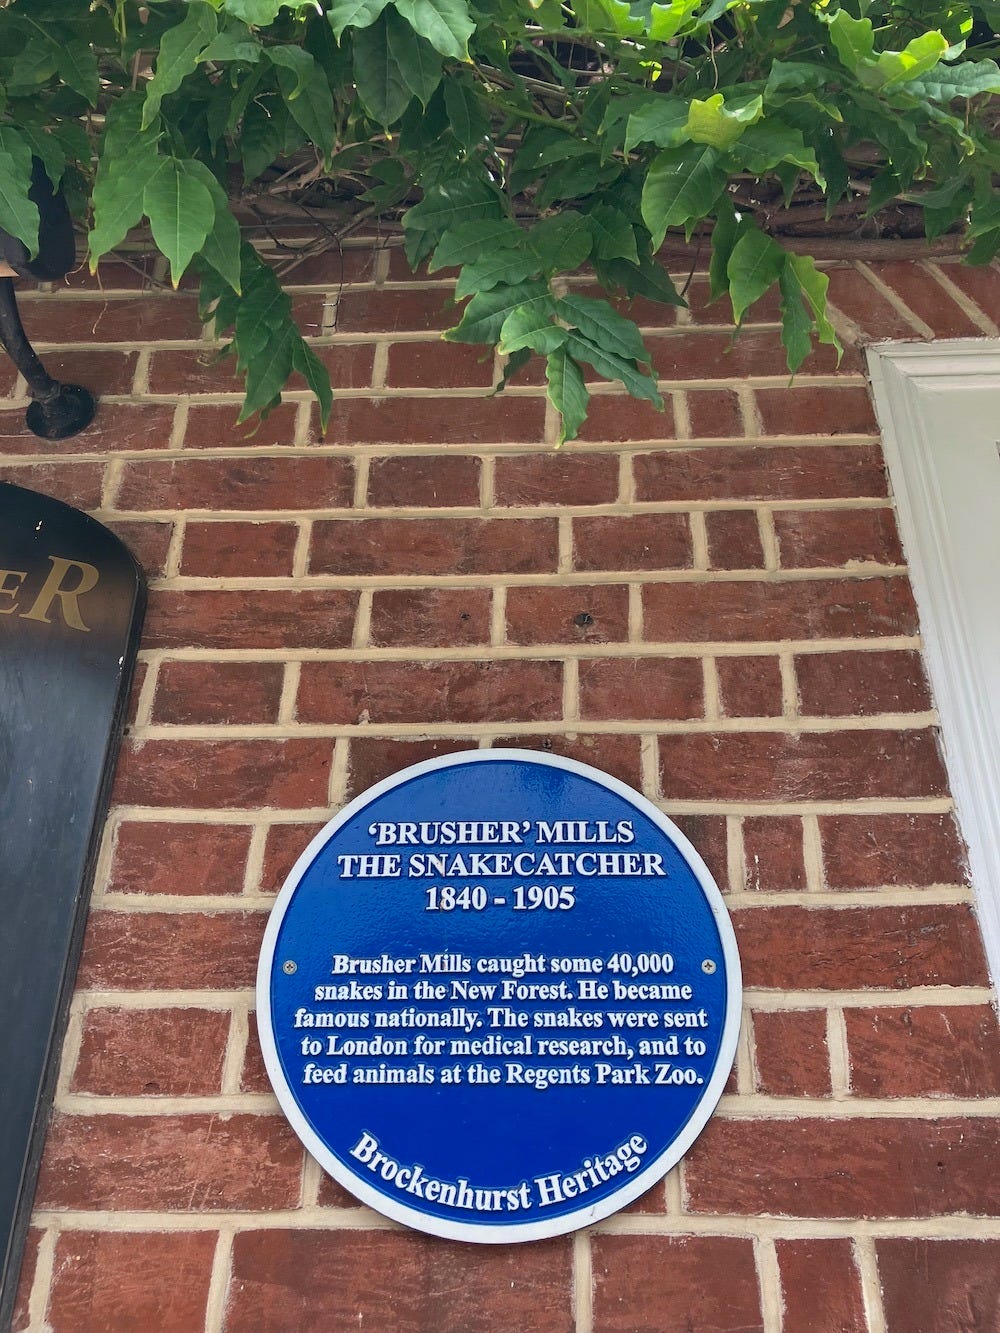 ER
‘BRUSHER’ MILLS
THE SNAKECATCHER
1840 - 1905
Brusher Mills caught some 40,000
snakes in the New Forest. He became
famous nationally. The snakes were sent
to London for medical research, and to
feed animals at the Regents Park Zoo.
Brockenhurst Heritage